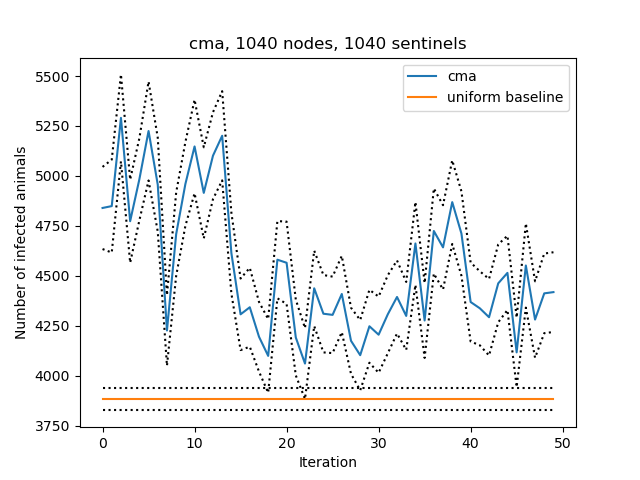 cma, 1040 nodes, 1040 sentinels
cma
uniform baseline
Number of infected animals
5500
5250
5000
4750
4500
4250
4000
3750
0 10 20 30 40 50
Iteration